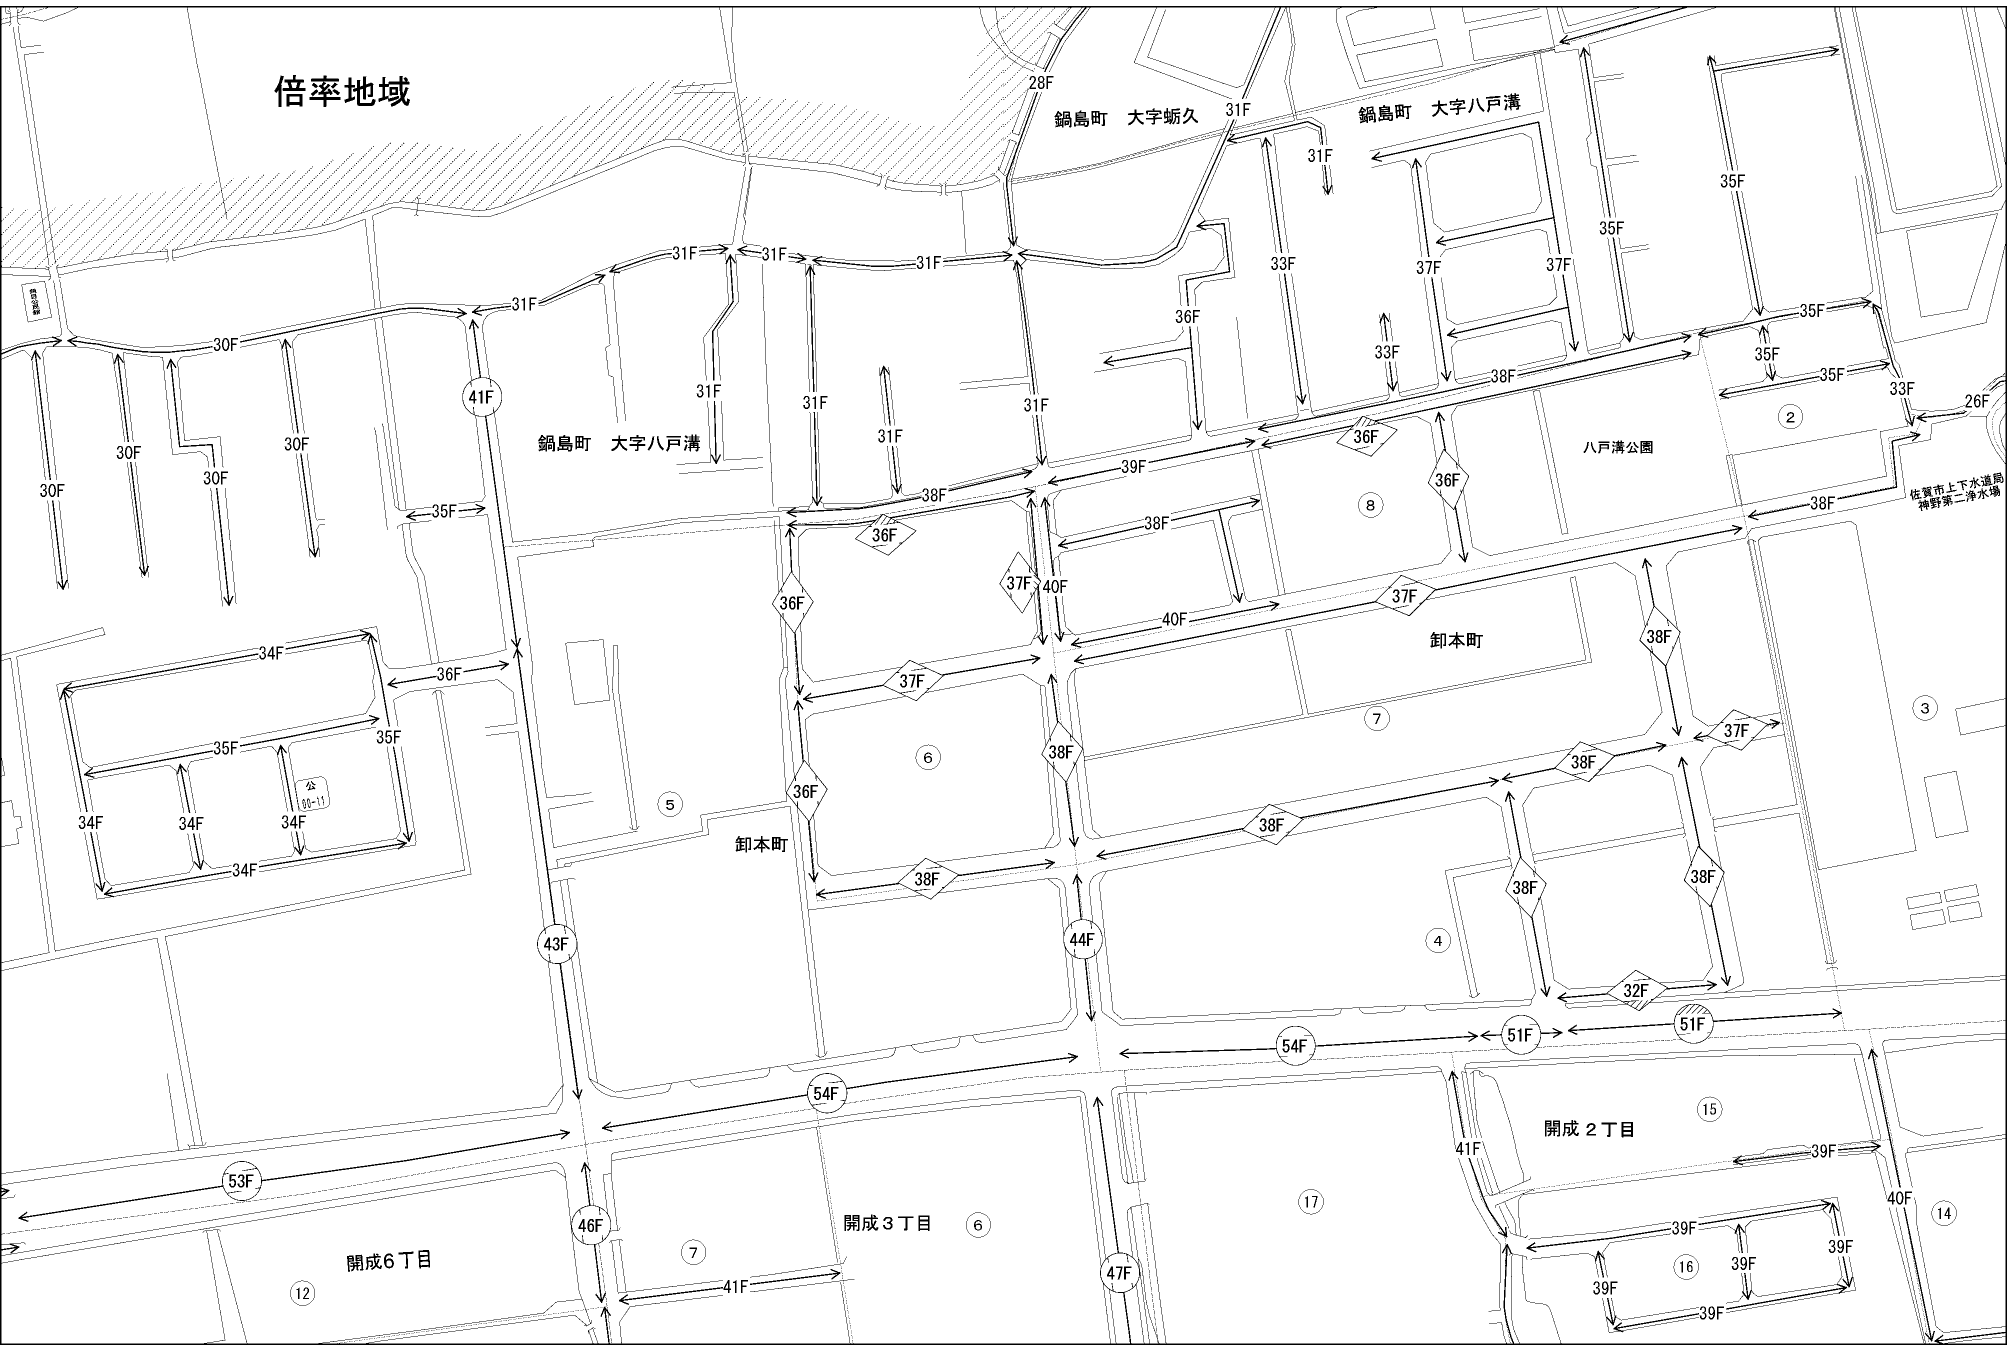 倍率地域
28F
鍋島町　大字蛎久
31F
鍋島町　大字八戸溝
31F
35F
35F
33F
37F
37F
31F
31F
31F
31F
30F
36F
35F
41F
31F
31F
31F
33F
38F
35F
35F
33F
26F
②
30F
30F
30F
30F
鍋島町　大字八戸溝
31F
36F
八戸溝公園
35F
38F
39F
36F
⑧
38F
佐賀市上下水道局
神野第二浄水場
36F
38F
36F
37F
40F
37F
40F
38F
卸本町
34F
36F
37F
35F
35F
38F
⑥
⑦
38F
37F
③
公
00-11
34F
34F
34F
34F
⑤
36F
38F
卸本町
38F
38F
38F
43F
44F
④
32F
54F
51F
51F
54F
53F
開成２丁目
⑮
41F
39F
46F
開成３丁目
⑥
⑰
40F
⑭
開成６丁目
⑫
⑦
41F
47F
39F
39F
39F
39F
⑯
39F